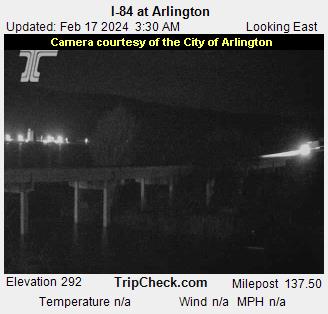 I-84 at Arlington
Updated: Feb 17 2024 3:30 AM Looking East
Camera courtesy of the City of Arlington
Elevation 292 TripCheck.com Milepost 137.50
Temperature n/a Wind n/a MPH n/a